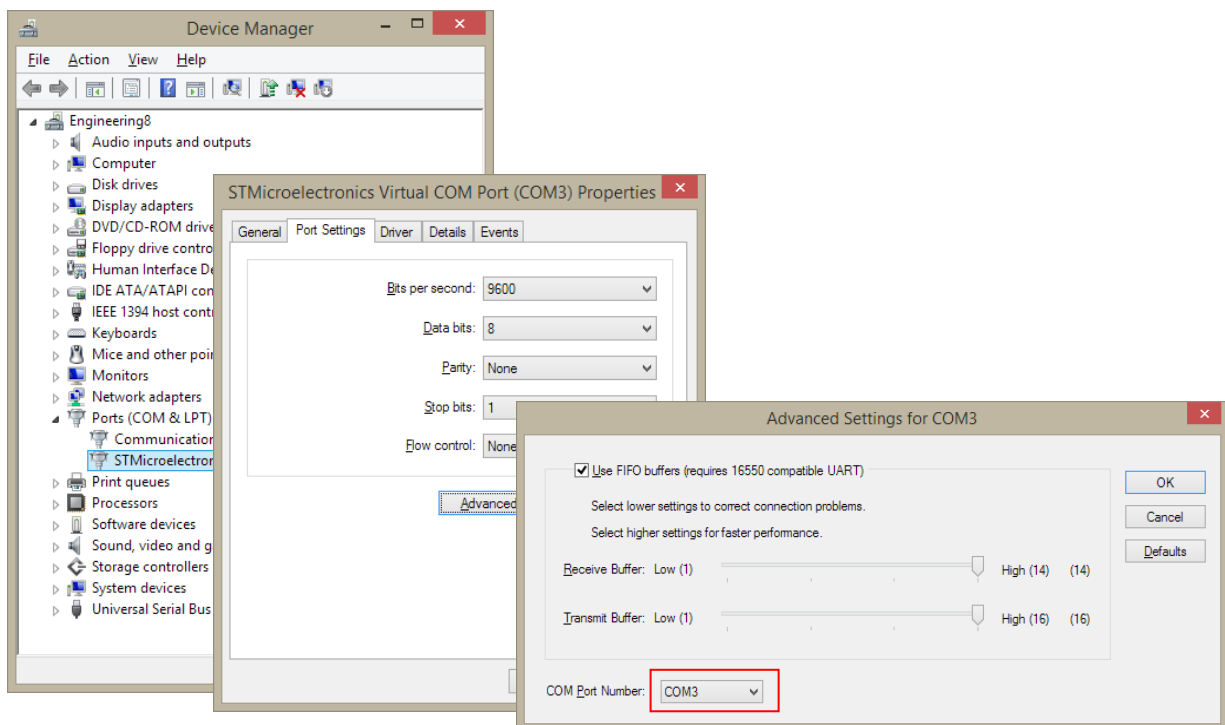 Device Manager
File Action View Help
Engineering8
Audio inputs and outputs
Computer
Disk drives
Display adapters
DVD/CD-ROM drive
Floppy drive contro
Human Interface De
IDE ATA/ATAPI con
IEEE 1394 host cont
Keyboards
Mice and other poi
Monitors
Network adapters
Ports (COM & LPT)
Communication
STMicroelectron
Print queues
Processors
Software devices
Sound, video and g
Storage controllers
System devices
Universal Serial Bus
STMicroelectronics Virtual COM Port (COM3) Properties
General Port Settings Driver Details Events
Bits per second: 9600
Data bits: 8
Parity: None
Stop bits: 1
Flow control: None
Advanced
Advanced Settings for COM3
Use FIFO buffers (requires 16550 compatible UART)
Select lower settings to correct connection problems.
Select higher settings for faster performance.
Receive Buffer: Low (1) High (14) (14)
Transmit Buffer: Low (1) High (16) (16)
COM Port Number: COM3
OK
Cancel
Defaults